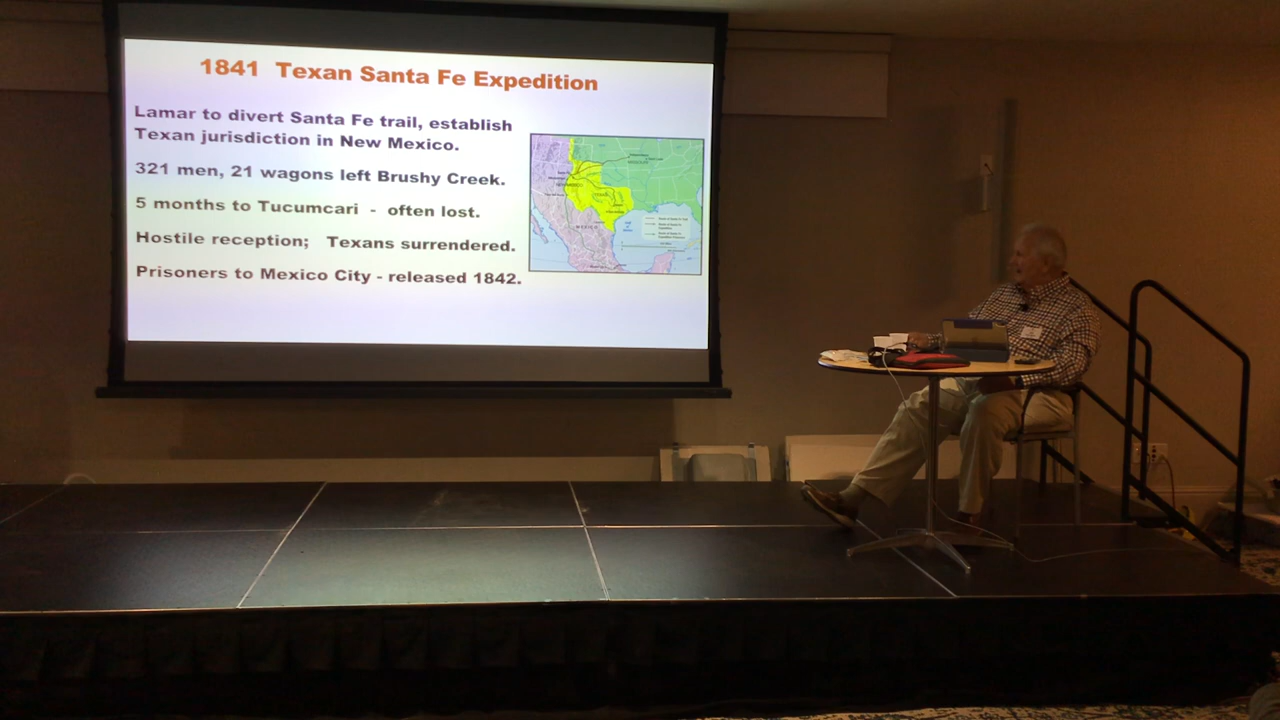 1841 Texan Santa Fe Expedition
Lamar to divert Santa Fe trail, establish
Texan jurisdiction in New Mexico.
321 men, 21 wagons left Brushy Creek.
5 months to Tucumcari - often lost.
Hostile reception; Texans surrendered.
Prisoners to Mexico City - released 1842.